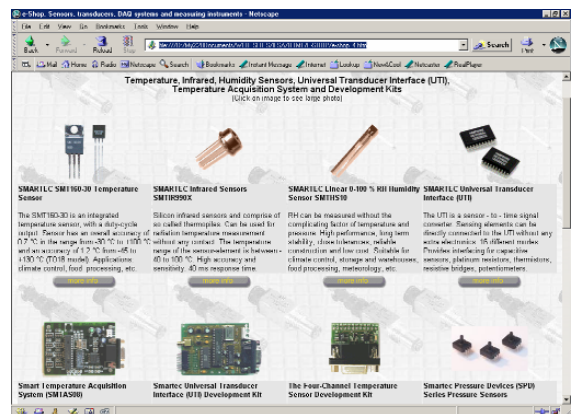 e-Shop. Sensors, transducers, DAQ systems and measuring instruments - Netscape
File Edit View Go Bookmarks Tools Window Help
Back Forward Reload Stop
Search
Print
Mail Home Radio Netscape Search Bookmarks Instant Message Internet Lookup New&Cool Netcaster RealPlayer
Temperature, Infrared, Humidity Sensors, Universal Transducer Interface (UTI),
Temperature Acquisition System and Development Kits
(Click on image to see large photo)
SMARTEC SMT160-30 Temperature
Sensor
The SMT160-30 is an integrated
temperature sensor, with a duty-cycle
output. Sensor has an overall accuracy of
0.7 °C in the range from -30 °C to +100 °C
and an accuracy of 1.2 °C from -45 to
+130 °C (TO18 model). Applications:
climate control, food processing, etc.
more info
SMARTEC Infrared Sensors
SMTIR990X
Silicon infrared sensors and comprise of
so called thermopiles. Can be used for
radiation temperature measurement
without any contact. The temperature
range of the sensor-element is between -
40 to 100 °C. High accuracy and
sensitivity. 40 ms response time.
more info
SMARTEC Linear 0-100 % RH Humidity
Sensor SMTHS10
RH can be measured without the
complicating factor of temperature and
pressure. High performance, long term
stability, close tolerances, reliable
construction and low cost. Suitable for
climate control, storage and warehouses,
food processing, meteorology, etc.
more info
SMARTEC Universal Transducer
Interface (UTI)
The UTI is a sensor - to - time signal
converter. Sensing elements can be
directly connected to the UTI without any
extra electronics. 16 different modes.
Provides interfacing for capacitive
sensors, platinum resistors, thermistors,
resistive bridges, potentiometers.
more info
Smart Temperature Acquisition
System (SMTAS08)
Smartec Universal Transducer
Interface (UTI) Development Kit
The Four-Channel Temperature
Sensor Development Kit
Smartec Pressure Devices (SPD)
Series Pressure Sensors